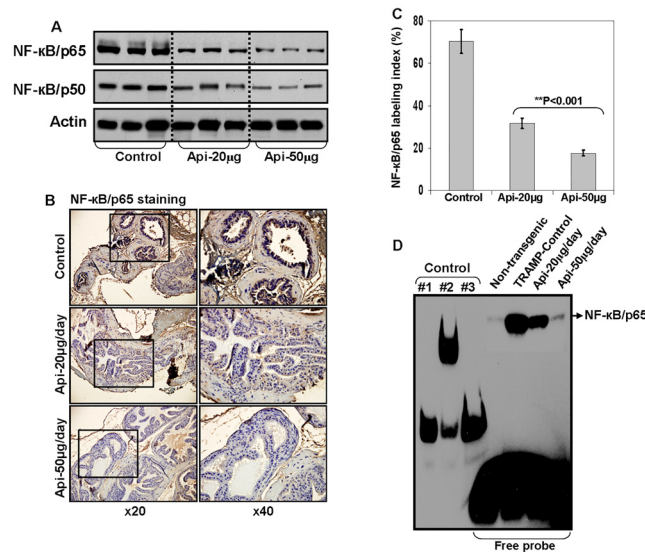 A
NF-κB/p65
NF-κB/p50
Actin
Control Api-20µg Api-50µg
B NF-κB/p65 staining
Control
Api-20µg/day
Api-50µg/day
x20 x40
C
NF-κB/p65 labeling index (%)
80
60
40
20
0
**P<0.001
Control Api-20µg Api-50µg
D
Control
#1 #2 #3
Non-transgenic
TRAMP-Control
Api-20µg/day
Api-50µg/day
NF-κB/p65
Free probe